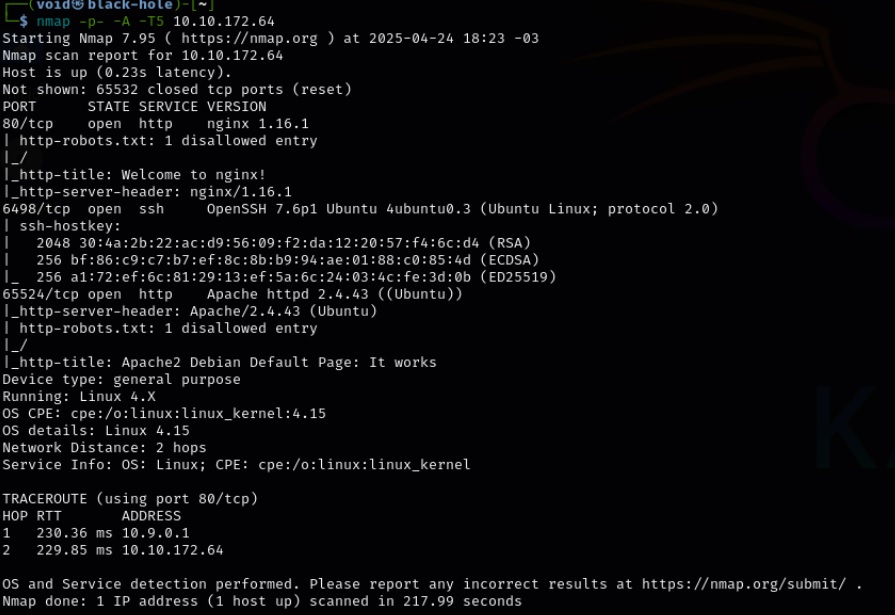 ┌──(void㉿black-hole)-[~]
└─$ nmap -p- -A -T5 10.10.172.64
Starting Nmap 7.95 ( https://nmap.org ) at 2025-04-24 18:23 -03
Nmap scan report for 10.10.172.64
Host is up (0.23s latency).
Not shown: 65532 closed tcp ports (reset)
PORT      STATE SERVICE VERSION
80/tcp    open  http    nginx 1.16.1
| http-robots.txt: 1 disallowed entry
|_/
|_http-title: Welcome to nginx!
|_http-server-header: nginx/1.16.1
6498/tcp  open  ssh     OpenSSH 7.6p1 Ubuntu 4ubuntu0.3 (Ubuntu Linux; protocol 2.0)
| ssh-hostkey:
|   2048 30:4a:2b:22:ac:d9:56:09:f2:da:12:20:57:f4:6c:d4 (RSA)
|   256 bf:86:c9:c7:b7:ef:8c:8b:b9:94:ae:01:88:c0:85:4d (ECDSA)
|_  256 a1:72:ef:6c:81:29:13:ef:5a:6c:24:03:4c:fe:3d:0b (ED25519)
65524/tcp open  http    Apache httpd 2.4.43 ((Ubuntu))
|_http-server-header: Apache/2.4.43 (Ubuntu)
| http-robots.txt: 1 disallowed entry
|_/
|_http-title: Apache2 Debian Default Page: It works
Device type: general purpose
Running: Linux 4.X
OS CPE: cpe:/o:linux:linux_kernel:4.15
OS details: Linux 4.15
Network Distance: 2 hops
Service Info: OS: Linux; CPE: cpe:/o:linux:linux_kernel

TRACEROUTE (using port 80/tcp)
HOP RTT       ADDRESS
1   230.36 ms 10.9.0.1
2   229.85 ms 10.10.172.64

OS and Service detection performed. Please report any incorrect results at https://nmap.org/submit/ .
Nmap done: 1 IP address (1 host up) scanned in 217.99 seconds